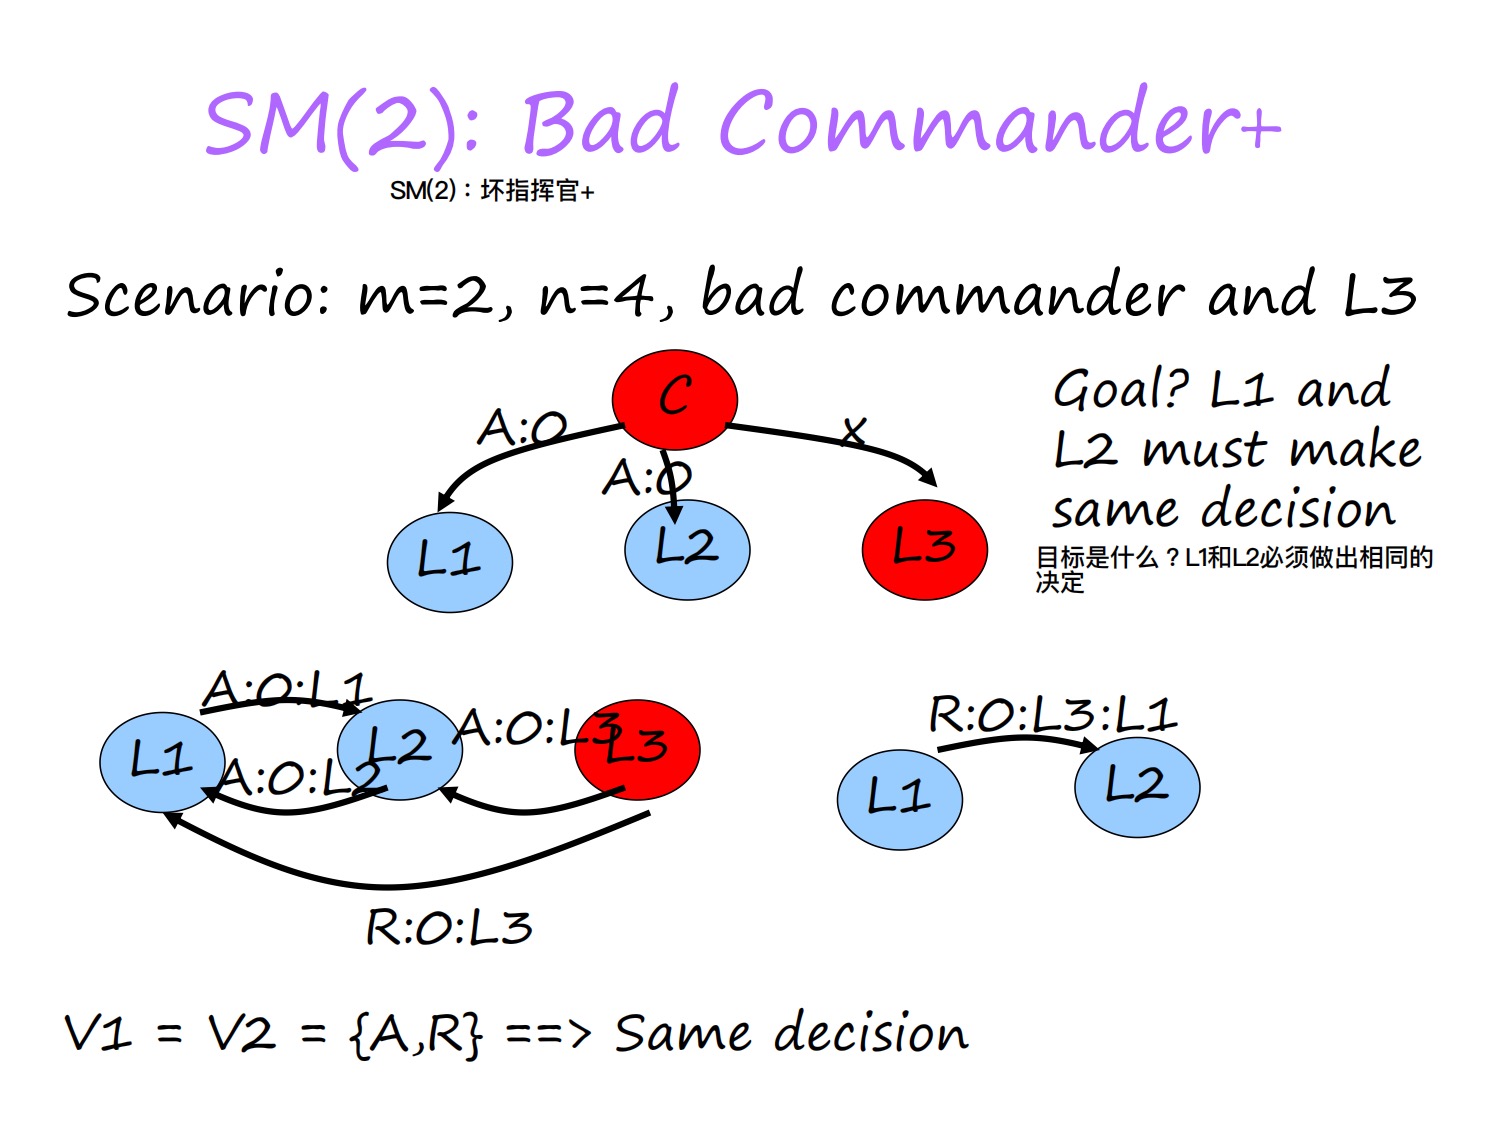 SM(2): Bad Commander+
SM(2)：坏指挥官+
Scenario: m=2, n=4, bad commander and L3
C
A:0
A:0
x
L1
L2
L3
Goal? L1 and
L2 must make
same decision
目标是什么？L1和L2必须做出相同的
决定
A:0:L1
L1
L2
A:0:L3
L3
A:0:L2
R:0:L3
R:0:L3:L1
L1
L2
V1 = V2 = {A,R} ==> Same decision